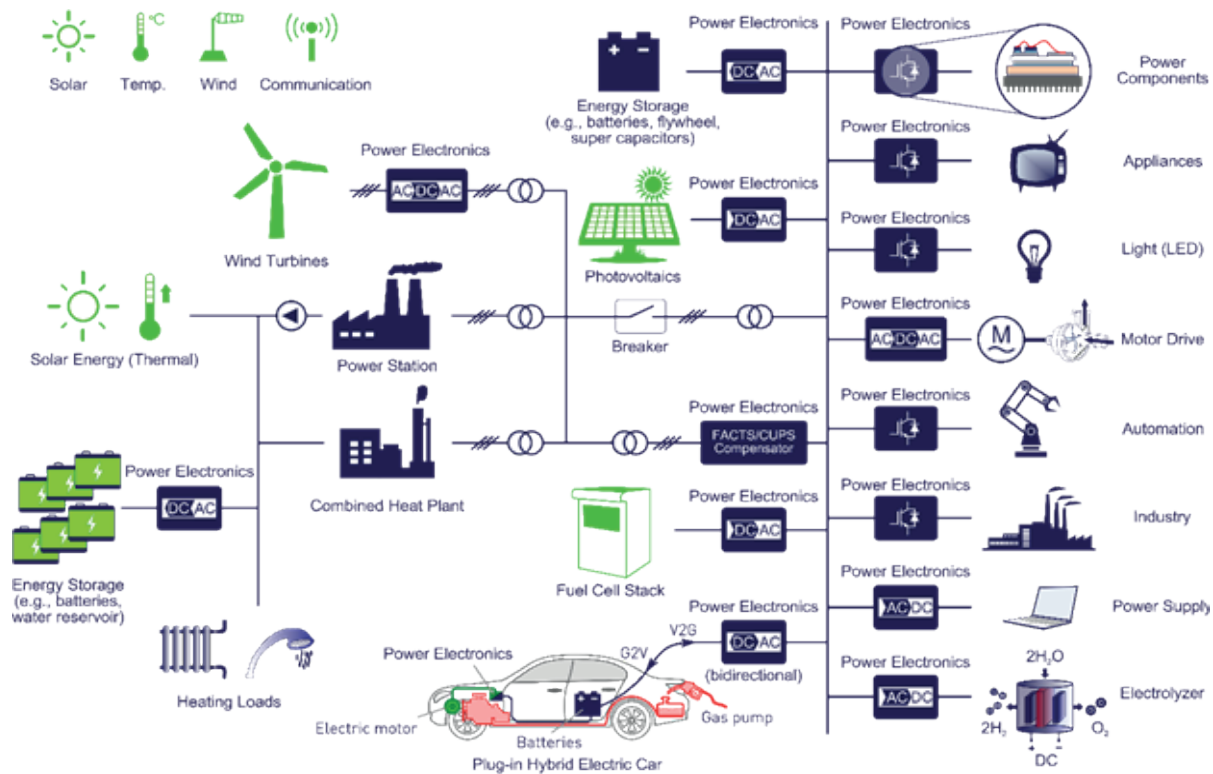 °C
Solar
Temp.
Wind
Communication
Energy Storage
(e.g., batteries, flywheel,
super capacitors)
Power Electronics
DC AC
Power Electronics
Power
Components
Power Electronics
Appliances
Wind Turbines
Power Electronics
AC DC AC
Photovoltaics
Power Electronics
DC AC
Power Electronics
Light (LED)
Solar Energy (Thermal)
Power Station
Breaker
Power Electronics
AC DC AC
M
Motor Drive
Combined Heat Plant
Power Electronics
FACTS/CUPS
Compensator
Power Electronics
Automation
Power Electronics
DC AC
Energy Storage
(e.g., batteries,
water reservoir)
Fuel Cell Stack
Power Electronics
DC AC
Power Electronics
Industry
Heating Loads
Power Electronics
Electric motor
Batteries
Gas pump
G2V
V2G
Plug-in Hybrid Electric Car
Power Electronics
DC AC
(bidirectional)
Power Electronics
AC DC
Power Supply
Power Electronics
AC DC
2H₂O
2H₂
O₂
+ -
DC
Electrolyzer